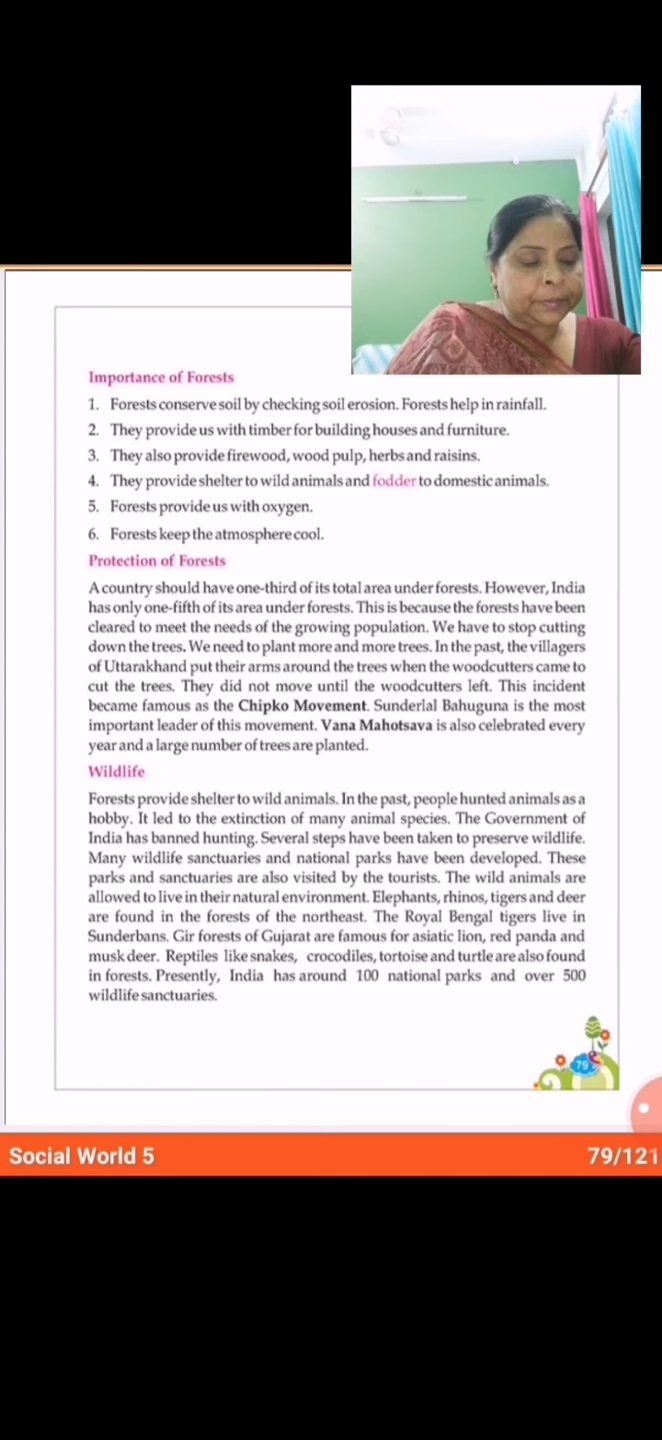 Importance of Forests
1. Forests conserve soil by checking soil erosion. Forests help in rainfall.
2. They provide us with timber for building houses and furniture.
3. They also provide firewood, wood pulp, herbs and raisins.
4. They provide shelter to wild animals and fodder to domestic animals.
5. Forests provide us with oxygen.
6. Forests keep the atmosphere cool.
Protection of Forests
A country should have one-third of its total area under forests. However, India
has only one-fifth of its area under forests. This is because the forests have been
cleared to meet the needs of the growing population. We have to stop cutting
down the trees. We need to plant more and more trees. In the past, the villagers
of Uttarakhand put their arms around the trees when the woodcutters came to
cut the trees. They did not move until the woodcutters left. This incident
became famous as the Chipko Movement. Sunderlal Bahuguna is the most
important leader of this movement. Vana Mahotsava is also celebrated every
year and a large number of trees are planted.
Wildlife
Forests provide shelter to wild animals. In the past, people hunted animals as a
hobby. It led to the extinction of many animal species. The Government of
India has banned hunting. Several steps have been taken to preserve wildlife.
Many wildlife sanctuaries and national parks have been developed. These
parks and sanctuaries are also visited by the tourists. The wild animals are
allowed to live in their natural environment. Elephants, rhinos, tigers and deer
are found in the forests of the northeast. The Royal Bengal tigers live in
Sunderbans. Gir forests of Gujarat are famous for asiatic lion, red panda and
musk deer. Reptiles like snakes, crocodiles, tortoise and turtle are also found
in forests. Presently, India has around 100 national parks and over 500
wildlife sanctuaries.
79
Social World 5
79/121